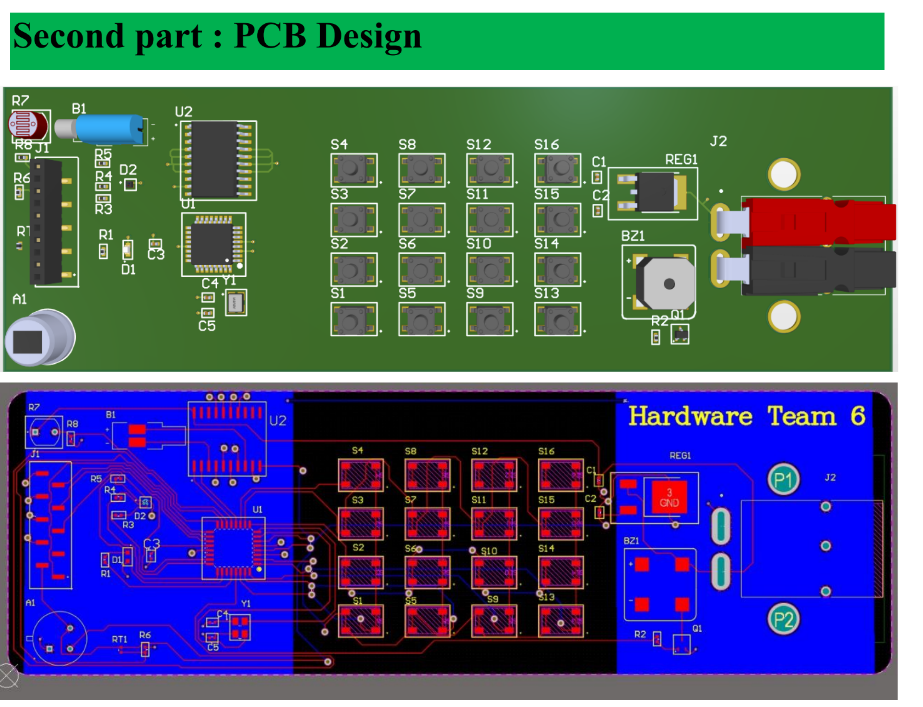 Second part : PCB Design
R7
B1
U2
R8
J1
R5
R6
R4
D2
R3
U1
R1
D1
C3
C4
Y1
C5
A1
S4 S8 S12 S16
S3 S7 S11 S15
S2 S6 S10 S14
S1 S5 S9 S13
C1
REG1
J2
C2
BZ1
R2
Q1
Hardware Team 6
R7
R8
B1
U2
J1
R5
R4
R3
D2
U1
R1
D1
C3
A1
RT1
R6
C4
C5
Y1
S4 S8 S12 S16
S3 S7 S11 S15
S2 S6 S10 S14
S1 S5 S9 S13
REG1
C1
3
GND
C2
P1
J2
BZ1
P2
R2
Q1